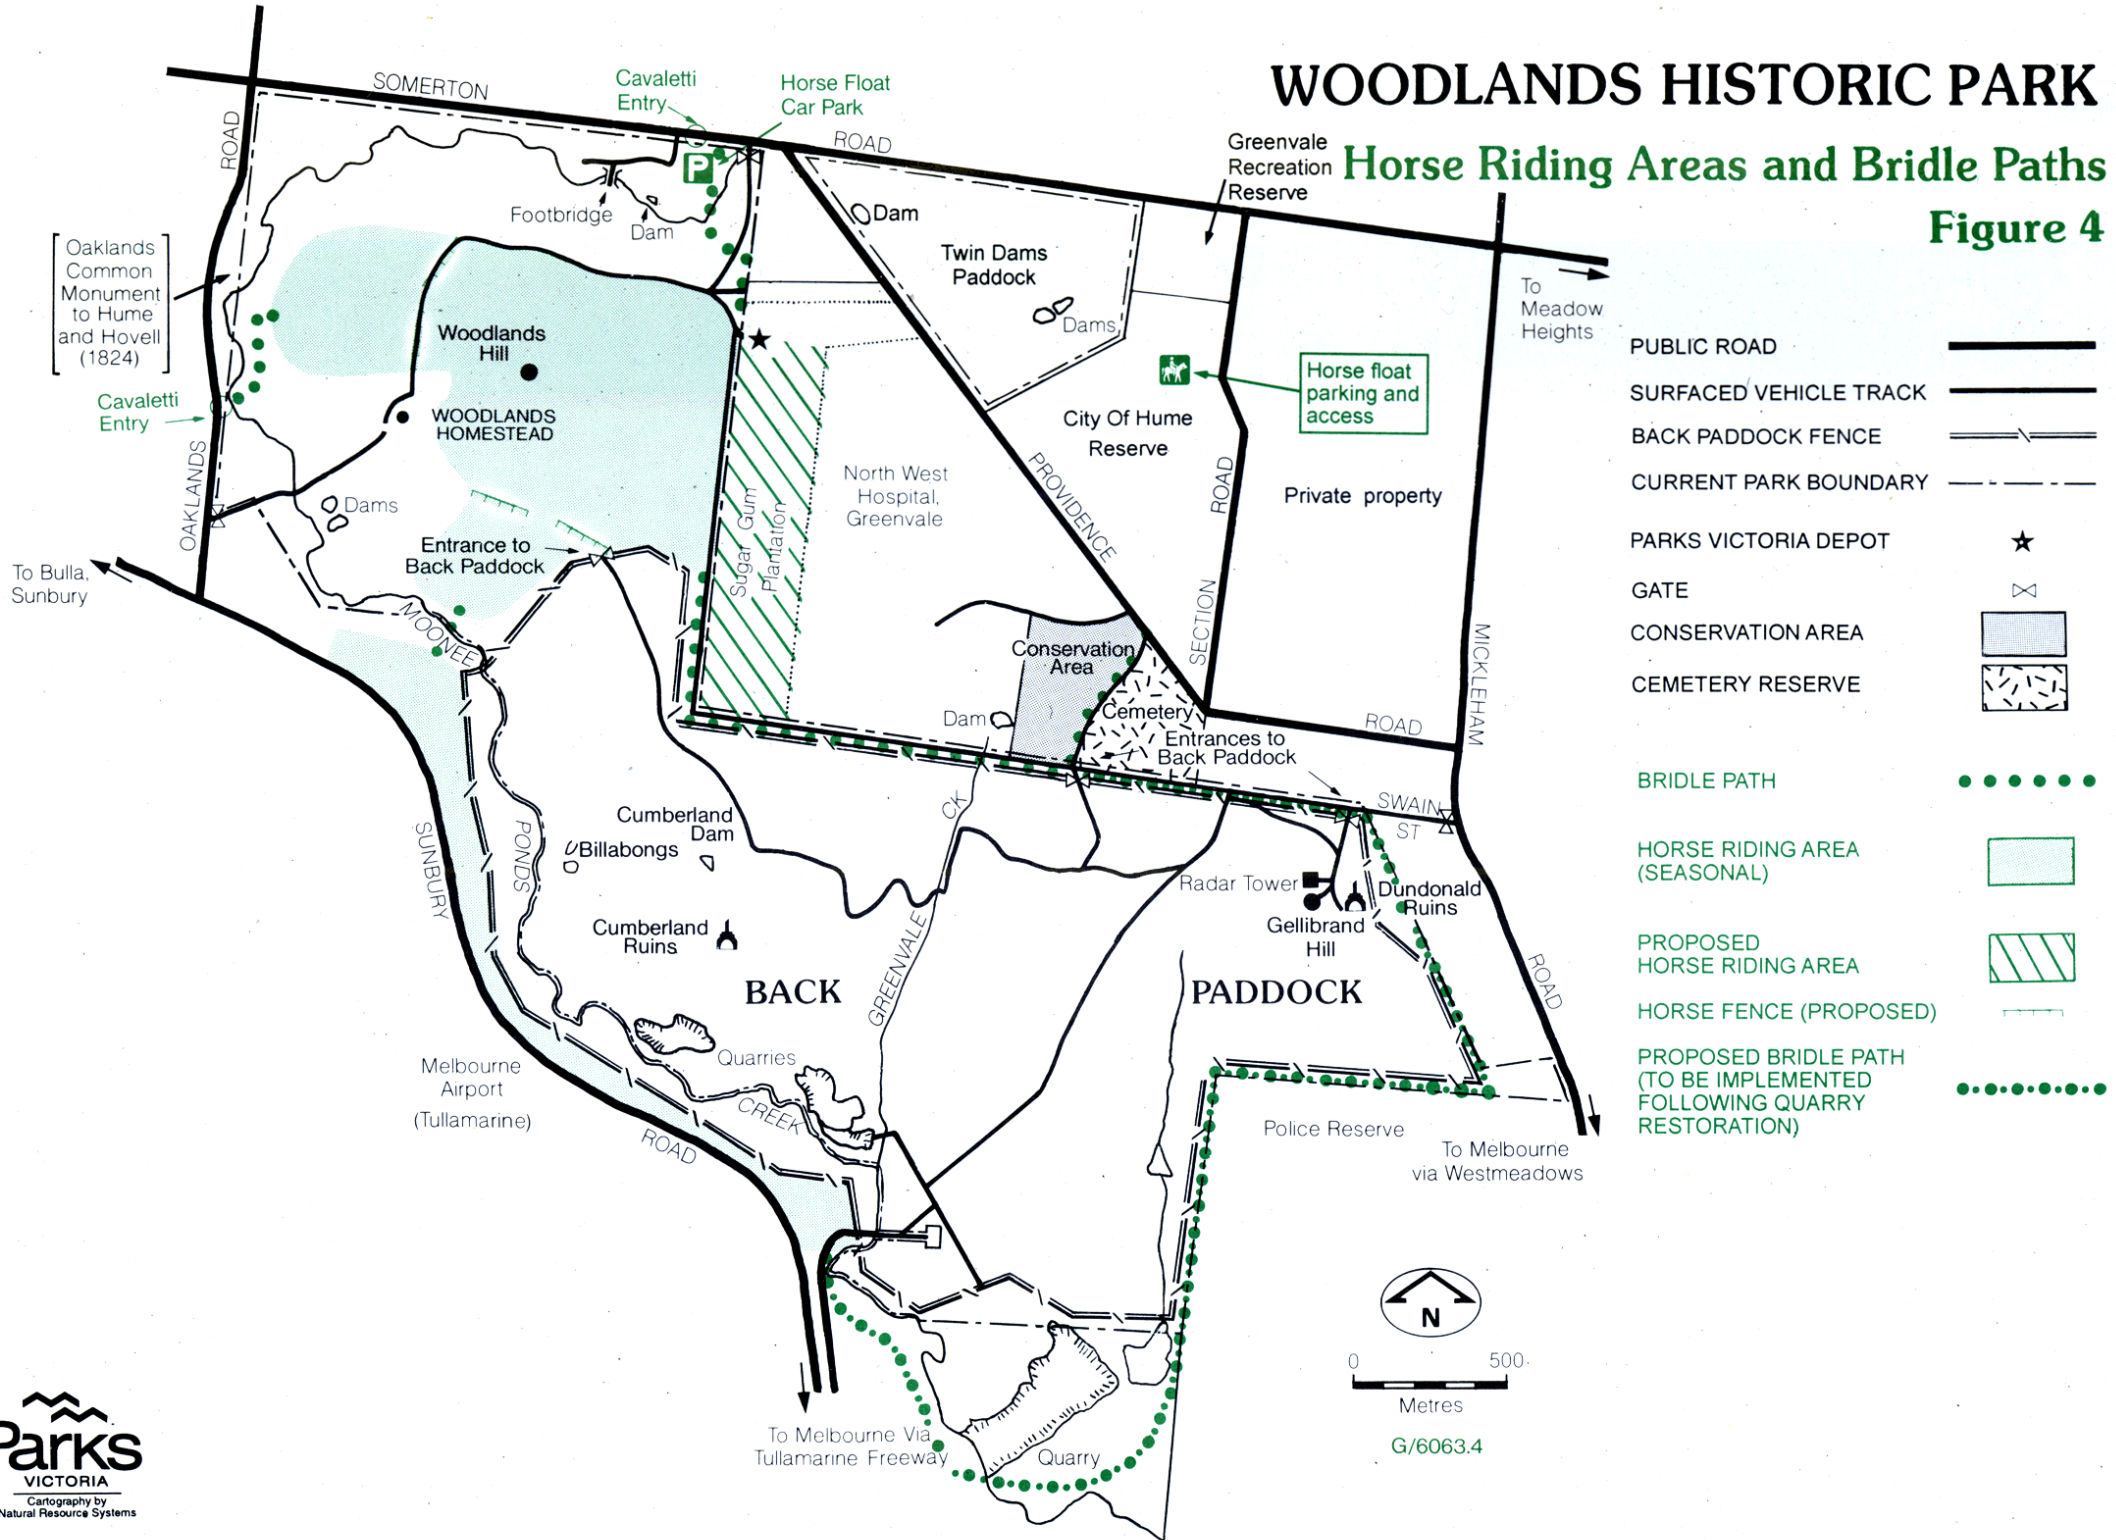 WOODLANDS HISTORIC PARK
Horse Riding Areas and Bridle Paths
Figure 4
SOMERTON
ROAD
Cavaletti
Entry
Horse Float
Car Park
P
ROAD
Greenvale
Recreation
Reserve
Footbridge
Dam
Dam
Twin Dams
Paddock
Dams
Oaklands
Common
Monument
to Hume
and Hovell
(1824)
To
Meadow
Heights
Woodlands
Hill
WOODLANDS
HOMESTEAD
Cavaletti
Entry
Horse float
parking and
access
City Of Hume
Reserve
OAKLANDS
Dams
North West
Hospital,
Greenvale
PROVIDENCE
ROAD
SECTION
Private property
Sugar Gum
Plantation
Entrance to
Back Paddock
To Bulla,
Sunbury
MOONEE
PONDS
CREEK
Conservation
Area
MICKLEHAM
Dam
Cemetery
Entrances to
Back Paddock
ROAD
SWAIN
ST
CK
GREENVALE
Cumberland
Dam
Billabongs
SUNBURY
ROAD
Cumberland
Ruins
Radar Tower
Dundonald
Ruins
Gellibrand
Hill
ROAD
BACK PADDOCK
Quarries
Melbourne
Airport
(Tullamarine)
Police Reserve
To Melbourne
via Westmeadows
To Melbourne Via
Tullamarine Freeway
Quarry
N
0 500
Metres
G/6063.4
PUBLIC ROAD
SURFACED VEHICLE TRACK
BACK PADDOCK FENCE
CURRENT PARK BOUNDARY
PARKS VICTORIA DEPOT
GATE
CONSERVATION AREA
CEMETERY RESERVE
BRIDLE PATH
HORSE RIDING AREA
(SEASONAL)
PROPOSED
HORSE RIDING AREA
HORSE FENCE (PROPOSED)
PROPOSED BRIDLE PATH
(TO BE IMPLEMENTED
FOLLOWING QUARRY
RESTORATION)
Parks
VICTORIA
Cartography by
Natural Resource Systems